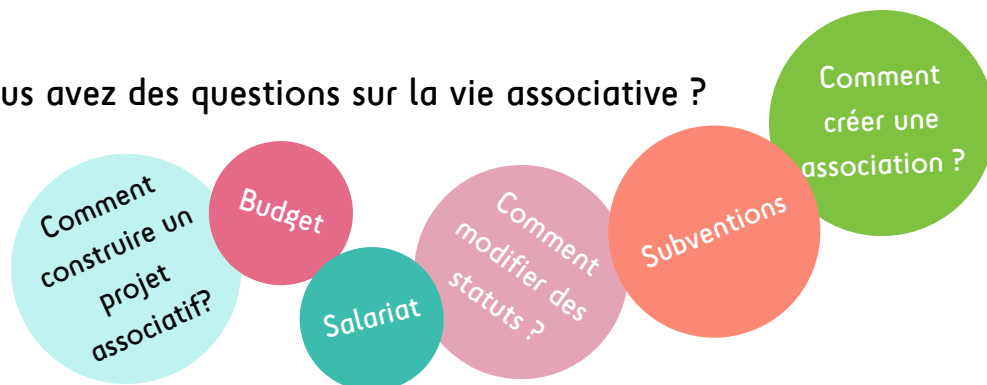 us avez des questions sur la vie associative ?
Comment
construire un
projet
associatif?
Budget
Salariat
Comment
modifier des
statuts ?
Subventions
Comment
créer une
association ?